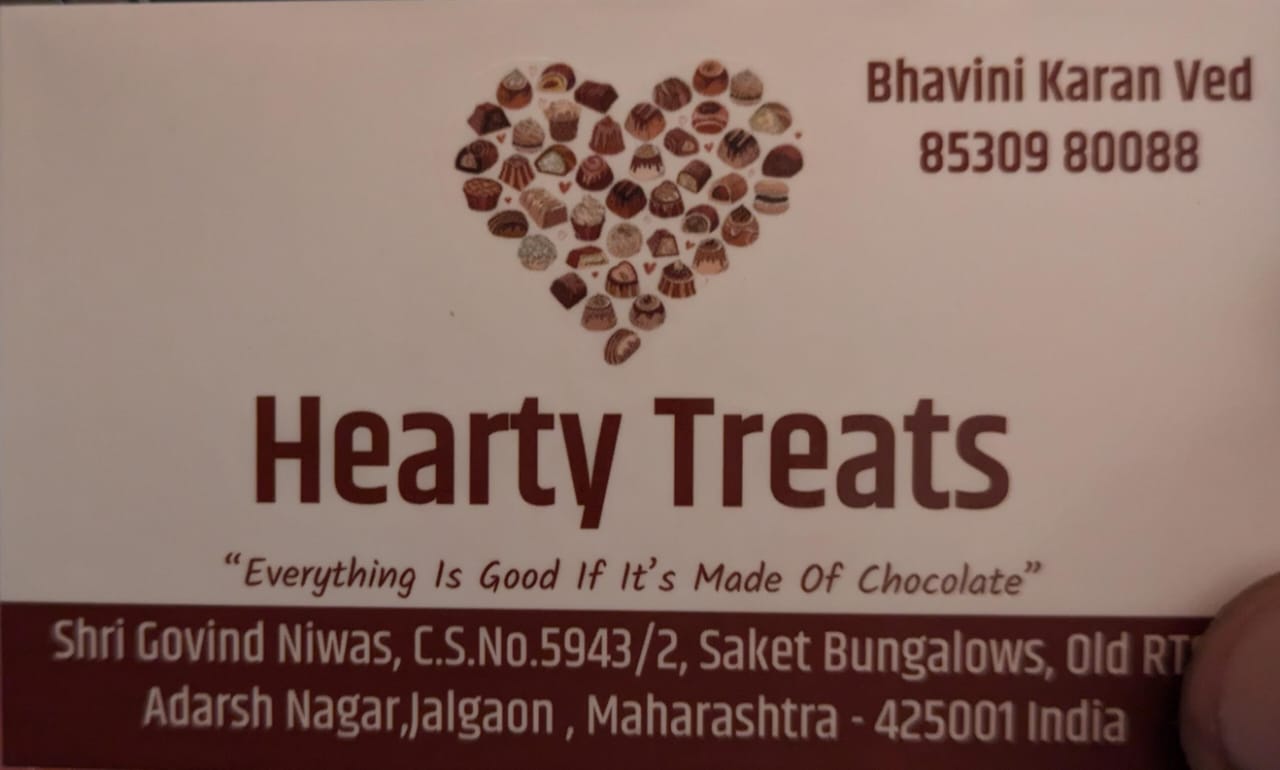 Bhavini Karan Ved
85309 80088
Hearty Treats
“Everything Is Good If It’s Made Of Chocolate”
Shri Govind Niwas, C.S.No.5943/2, Saket Bungalows, Old
Adarsh Nagar,Jalgaon , Maharashtra - 425001 India